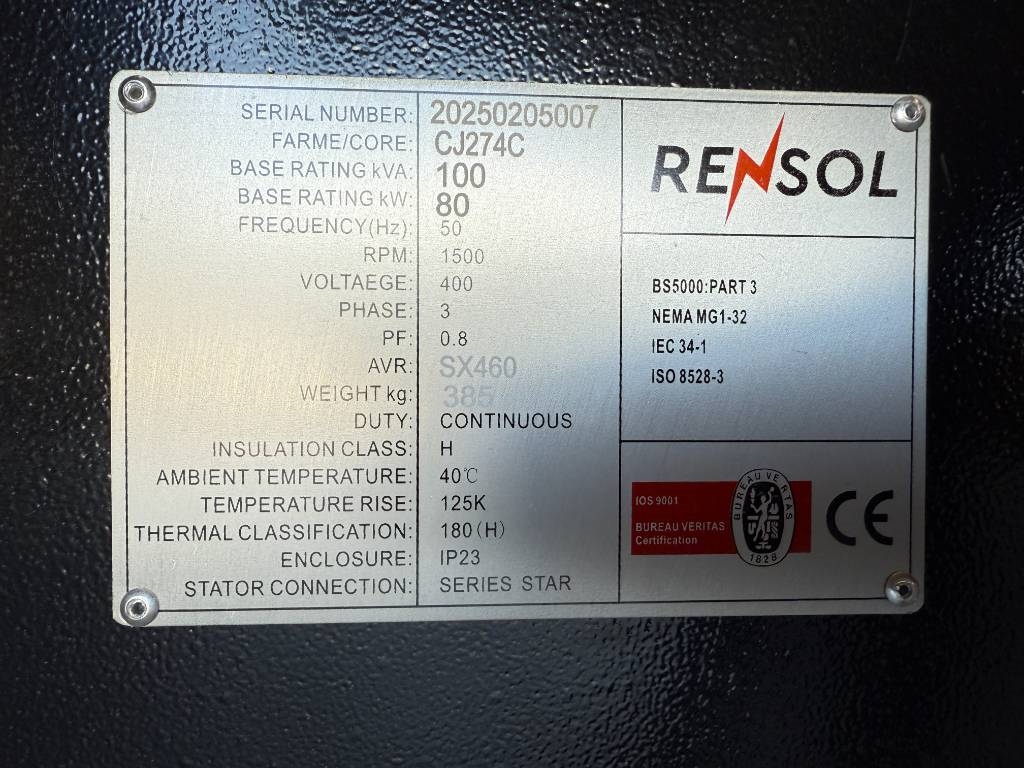 SERIAL NUMBER: 20250205007
FARME/CORE: CJ274C
BASE RATING kVA: 100
BASE RATING kW: 80
FREQUENCY(Hz): 50
RPM: 1500
VOLTAEGE: 400
PHASE: 3
PF: 0.8
AVR: SX460
WEIGHT kg: 385
DUTY: CONTINUOUS
INSULATION CLASS: H
AMBIENT TEMPERATURE: 40℃
TEMPERATURE RISE: 125K
THERMAL CLASSIFICATION: 180(H)
ENCLOSURE: IP23
STATOR CONNECTION: SERIES STAR
RENSOL
BS5000:PART 3
NEMA MG1-32
IEC 34-1
ISO 8528-3
IOS 9001
BUREAU VERITAS
Certification
BUREAU VERITAS
1828
CE